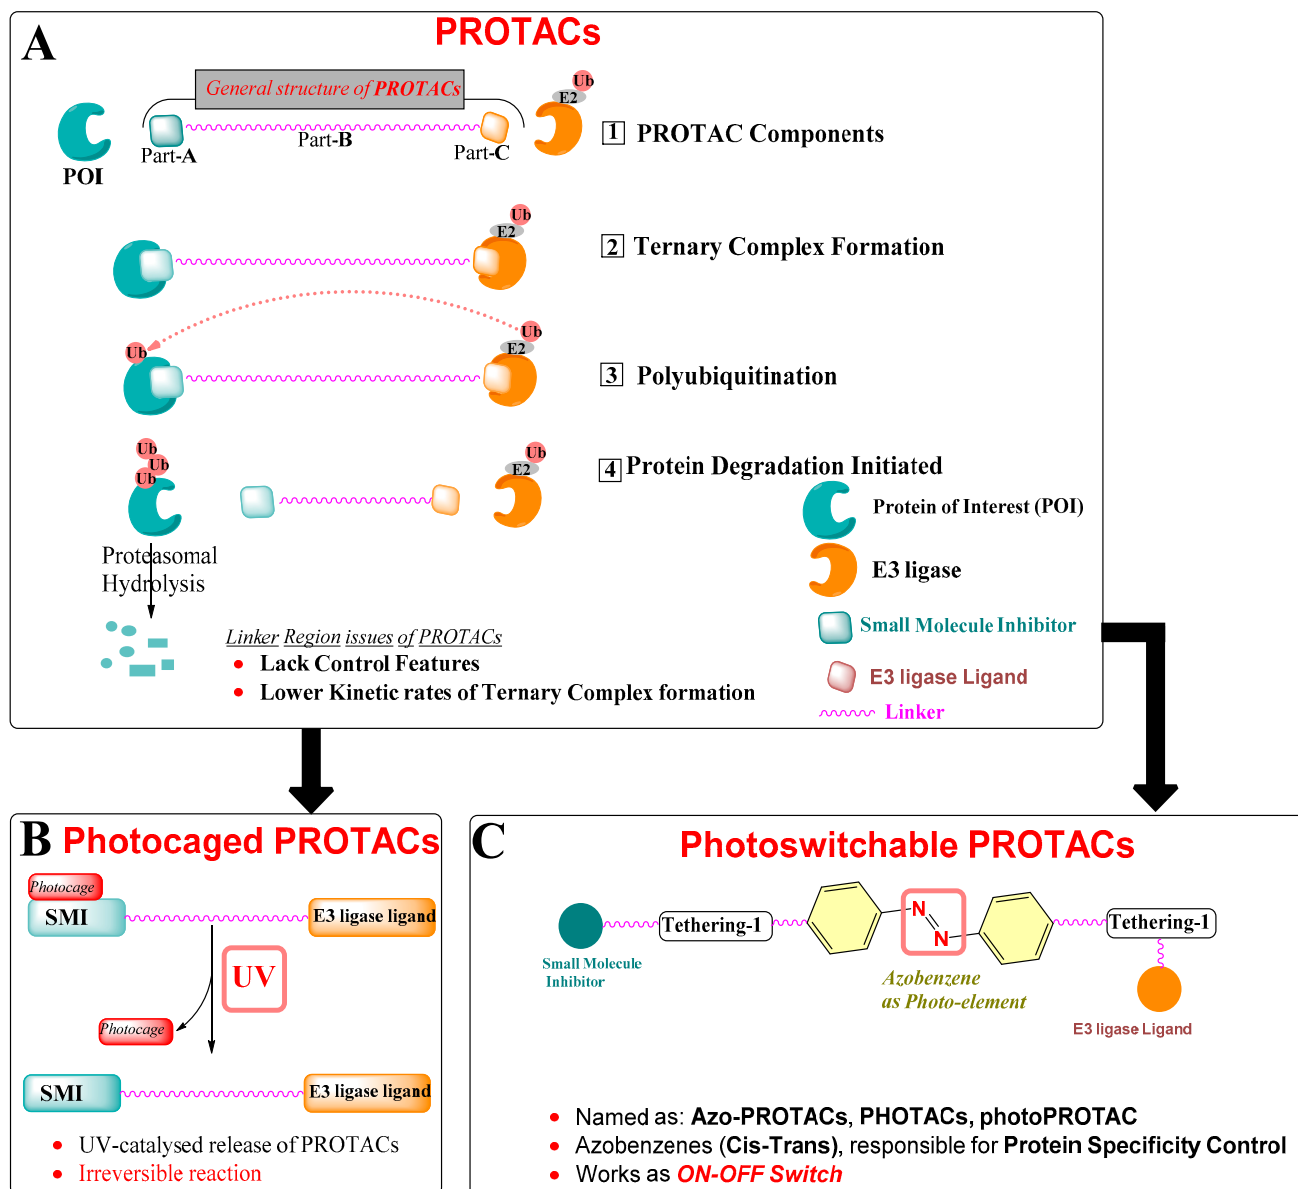 A
PROTACs
General structure of PROTACs
Ub
E2
POI
Part-A
Part-B
Part-C
1 PROTAC Components
Ub
E2
2 Ternary Complex Formation
Ub
Ub
E2
3 Polyubiquitination
Ub
Ub
Ub
Ub
E2
4 Protein Degradation Initiated
Proteasomal
Hydrolysis
Protein of Interest (POI)
E3 ligase
Small Molecule Inhibitor
E3 ligase Ligand
Linker
Linker Region issues of PROTACs
• Lack Control Features
• Lower Kinetic rates of Ternary Complex formation
B Photocaged PROTACs
Photocage
SMI
E3 ligase ligand
UV
Photocage
SMI
E3 ligase ligand
• UV-catalysed release of PROTACs
• Irreversible reaction
C
Photoswitchable PROTACs
Tethering-1
N
N
Tethering-1
Small Molecule
Inhibitor
Azobenzene
as Photo-element
E3 ligase Ligand
• Named as: Azo-PROTACs, PHOTACs, photoPROTAC
• Azobenzenes (Cis-Trans), responsible for Protein Specificity Control
• Works as ON-OFF Switch